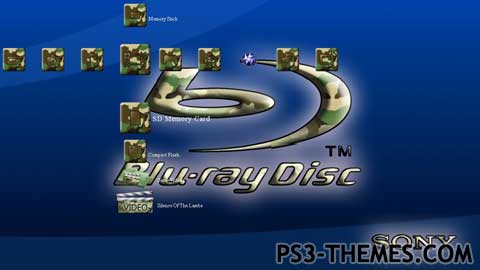 Memory Stick
SD Memory Card
TM
Compact Flash
Blu-ray Disc
VIDEO
Silence Of The Lambs
SONY
PS3-THEMES.COM